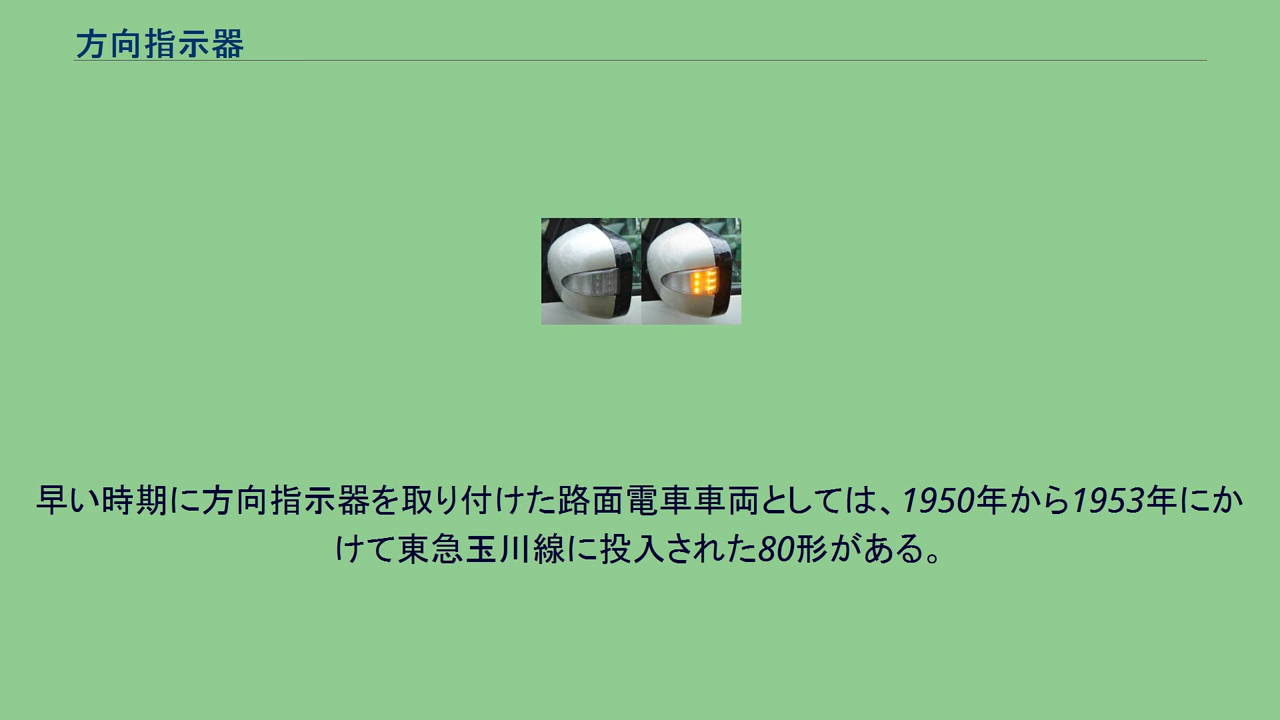 方向指示器
早い時期に方向指示器を取り付けた路面電車車両としては、1950年から1953年にか
けて東急玉川線に投入された80形がある。